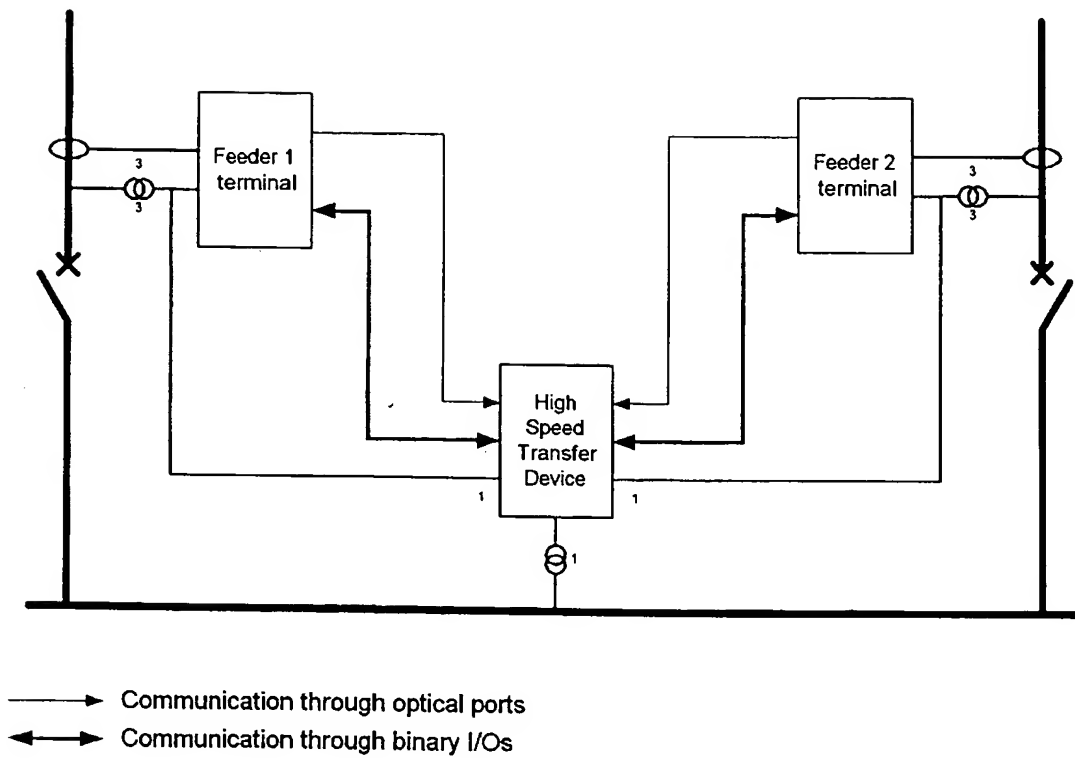 Feeder 1
terminal
Feeder 2
terminal
3
3
3
3
High
Speed
Transfer
Device
1
1
1
Communication through optical ports
Communication through binary I/Os